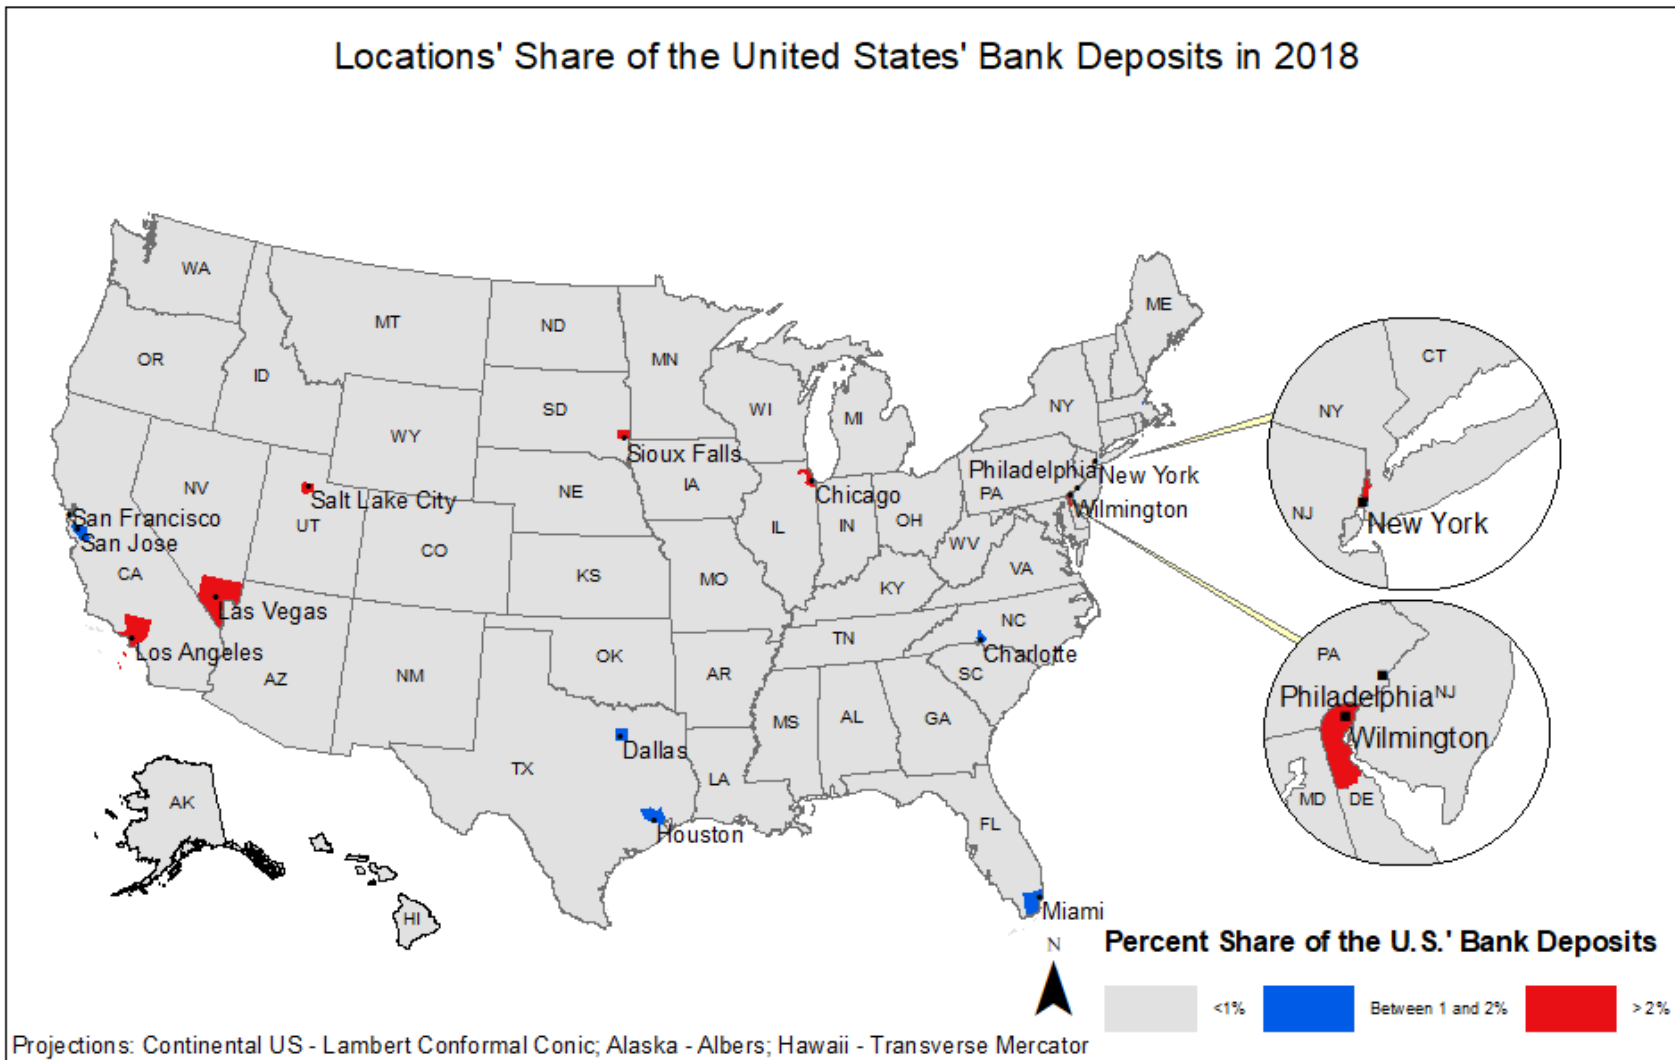 Locations' Share of the United States' Bank Deposits in 2018
WA
MT
ND
MN
ME
OR
ID
SD
WI
MI
NY
WY
Sioux Falls
IA
NE
NV
Salt Lake City
UT
Chicago
Philadelphia
New York
PA
Wilmington
San Francisco
San Jose
CA
CO
IL
IN
OH
WV
VA
KS
MO
KY
Las Vegas
Los Angeles
AZ
NM
OK
AR
TN
NC
Charlotte
SC
MS
AL
GA
Dallas
TX
LA
Houston
FL
Miami
AK
HI
CT
NY
NJ
New York
PA
Philadelphia
NJ
Wilmington
MD
DE
N
Percent Share of the U.S.' Bank Deposits
<1%
Between 1 and 2%
> 2%
Projections: Continental US - Lambert Conformal Conic; Alaska - Albers; Hawaii - Transverse Mercator